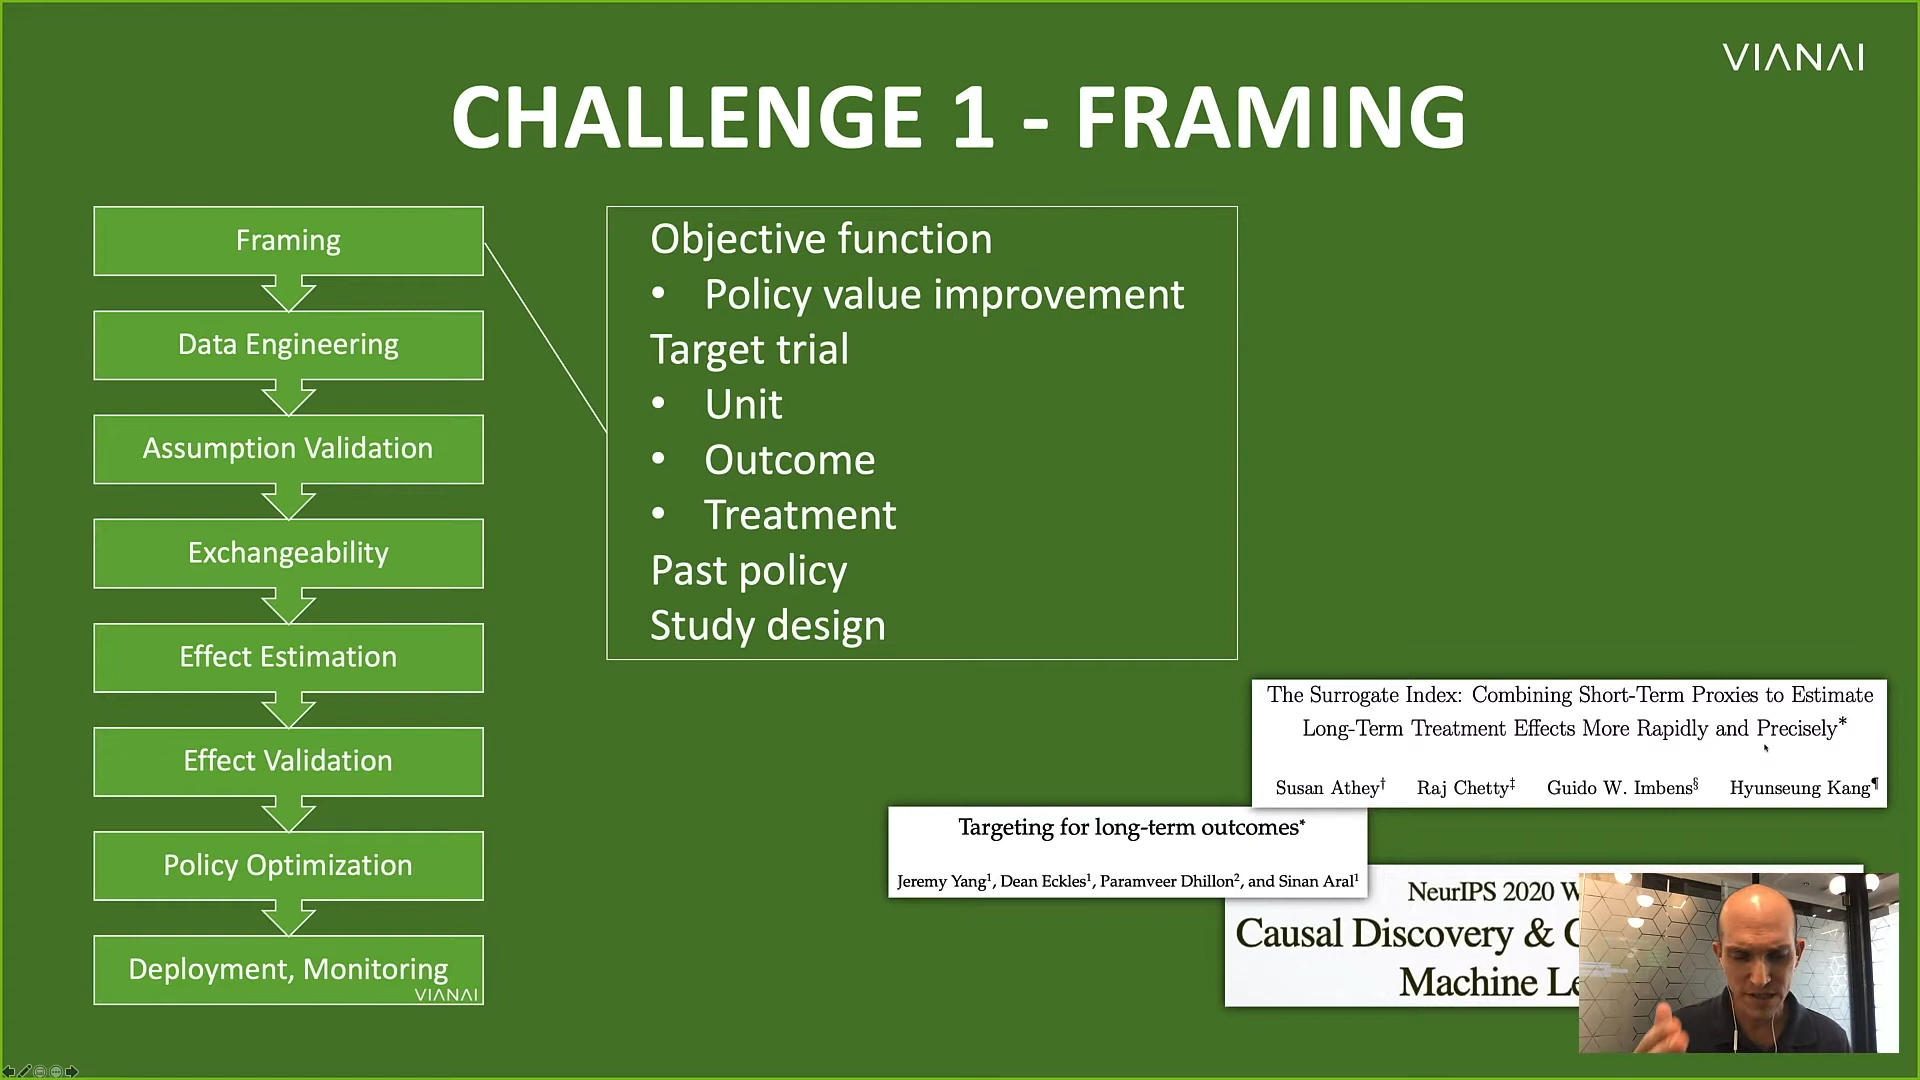 VIANAI
CHALLENGE 1 - FRAMING
Framing
Data Engineering
Assumption Validation
Exchangeability
Effect Estimation
Effect Validation
Policy Optimization
Deployment, Monitoring
VIANAI
Objective function
• Policy value improvement
Target trial
• Unit
• Outcome
• Treatment
Past policy
Study design
The Surrogate Index: Combining Short-Term Proxies to Estimate
Long-Term Treatment Effects More Rapidly and Precisely*
Susan Athey† Raj Chetty‡ Guido W. Imbens§ Hyunseung Kang¶
Targeting for long-term outcomes*
Jeremy Yang¹, Dean Eckles¹, Paramveer Dhillon², and Sinan Aral¹
NeurIPS 2020
Causal Discovery &
Machine